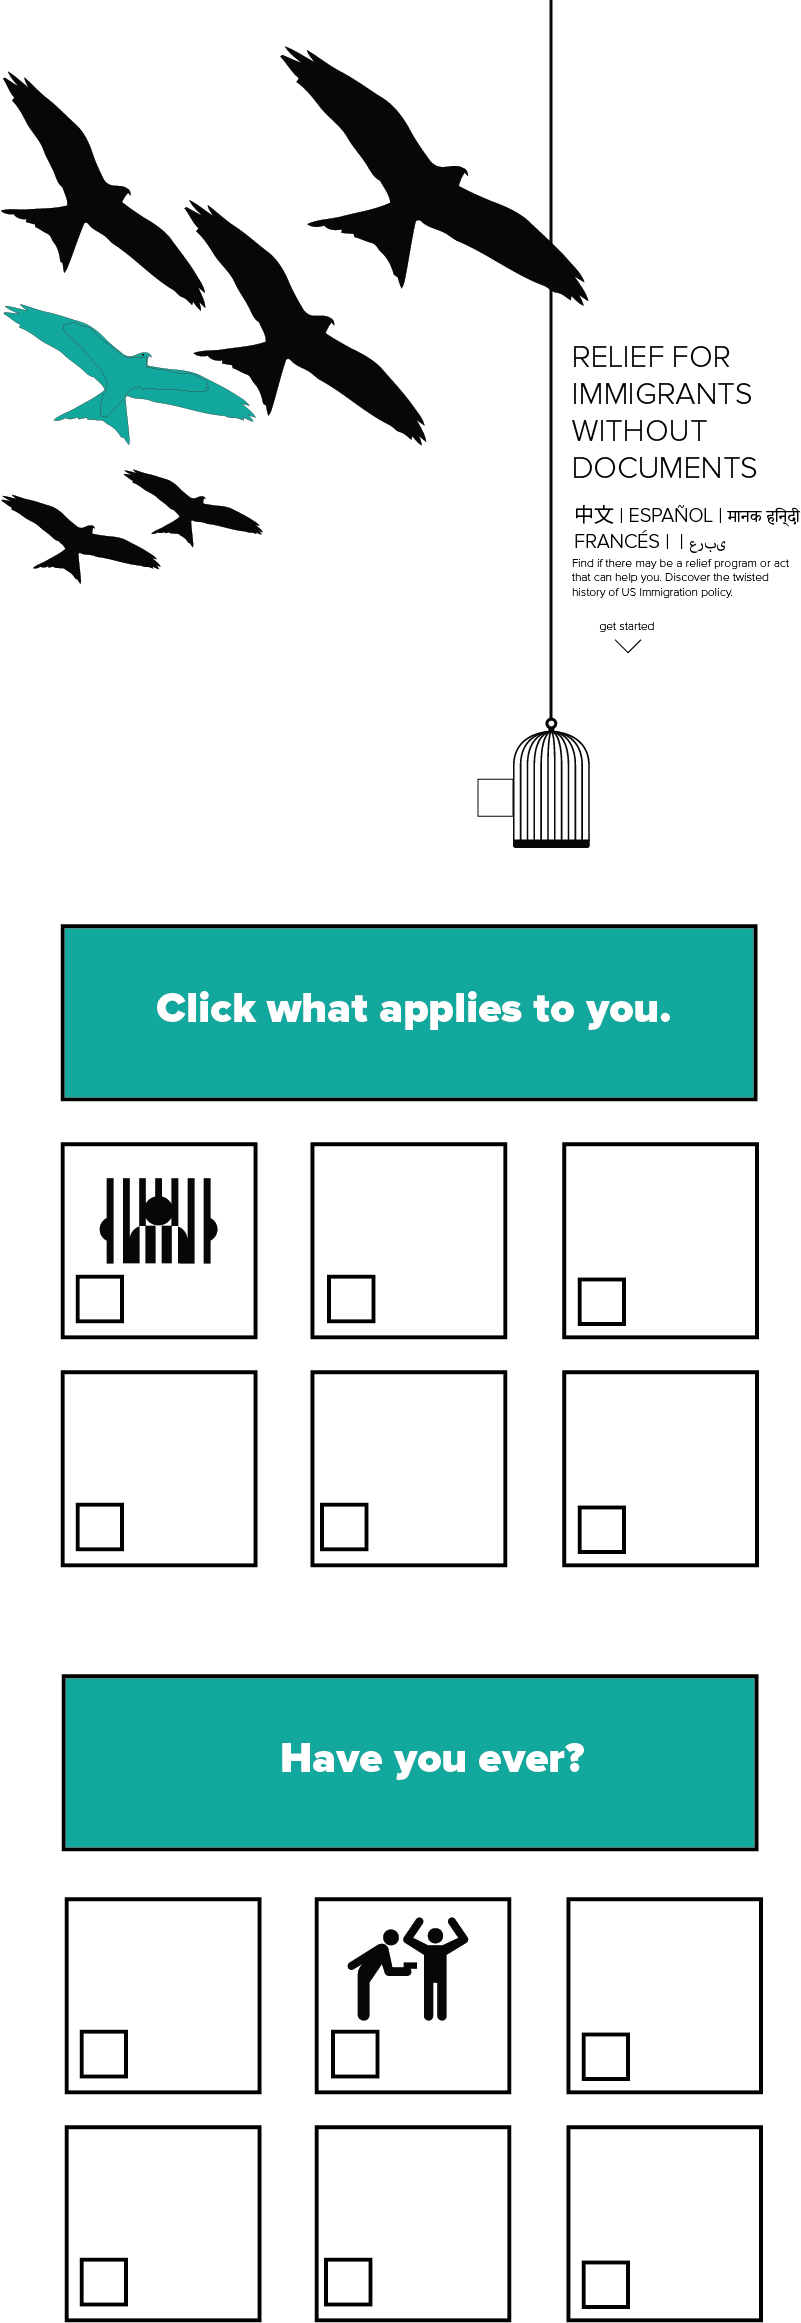 RELIEF FOR
IMMIGRANTS
WITHOUT
DOCUMENTS
中文 | ESPAÑOL | मानक हिन्दी
FRANCÉS | | ىبرع
Find if there may be a relief program or act
that can help you. Discover the twisted
history of US Immigration policy.
get started
Click what applies to you.
Have you ever?